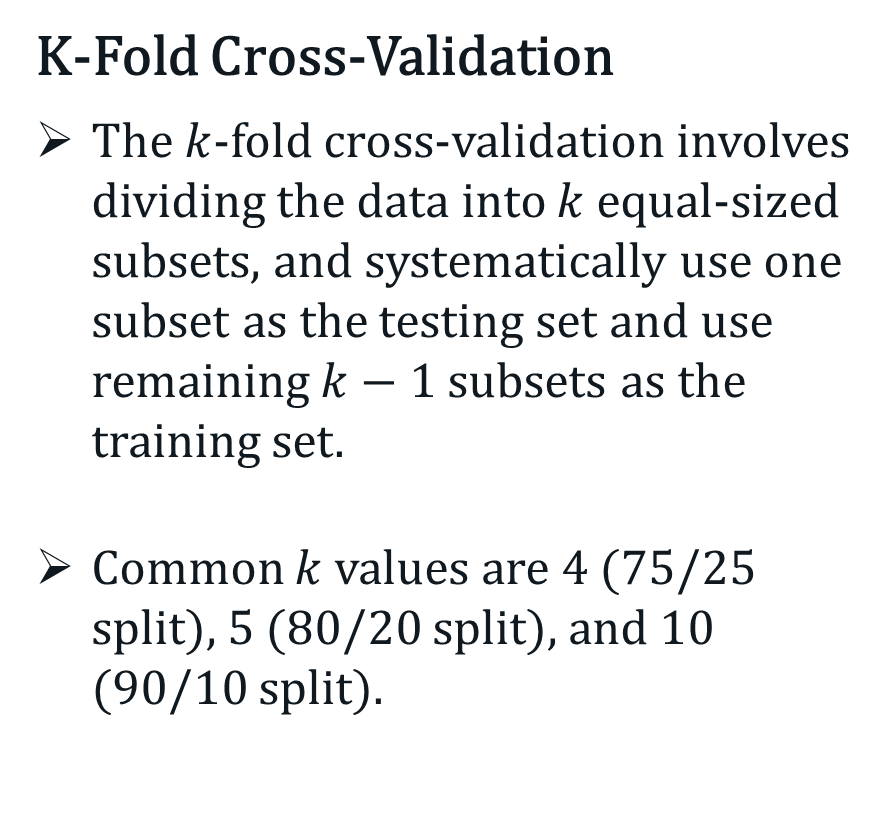 K-Fold Cross-Validation
➢ The k-fold cross-validation involves
dividing the data into k equal-sized
subsets, and systematically use one
subset as the testing set and use
remaining k − 1 subsets as the
training set.
➢ Common k values are 4 (75/25
split), 5 (80/20 split), and 10
(90/10 split).